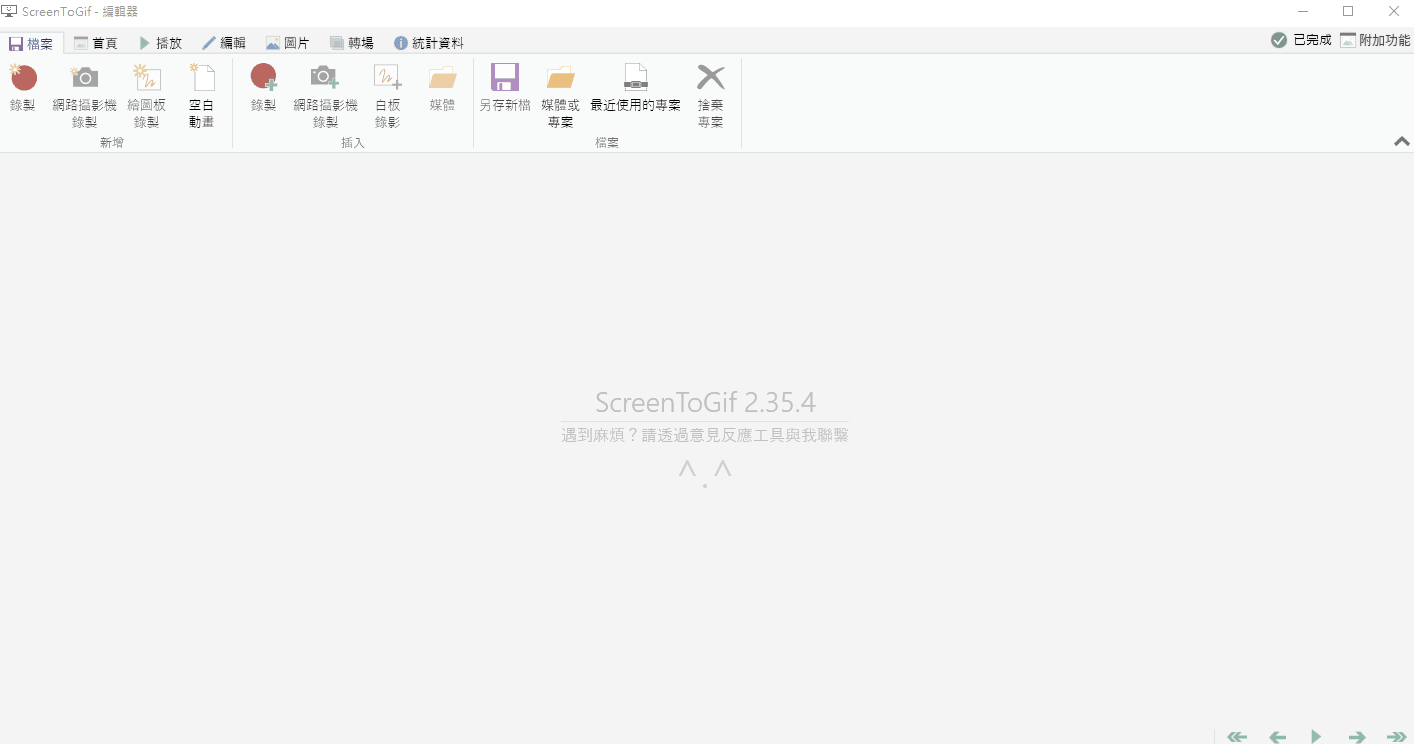 ScreenToGif - 編輯器
檔案 首頁 播放 編輯 圖片 轉場 統計資料 已完成 附加功能
錄製 網路攝影機 繪圖板 空白 錄製 網路攝影機 白板 媒體 另存新檔 媒體或 最近使用的專案 捨棄
錄製 錄製 動畫 錄製 錄影 專案 專案
新增 插入 檔案
ScreenToGif 2.35.4
遇到麻煩？請透過意見反應工具與我聯繫
^.^